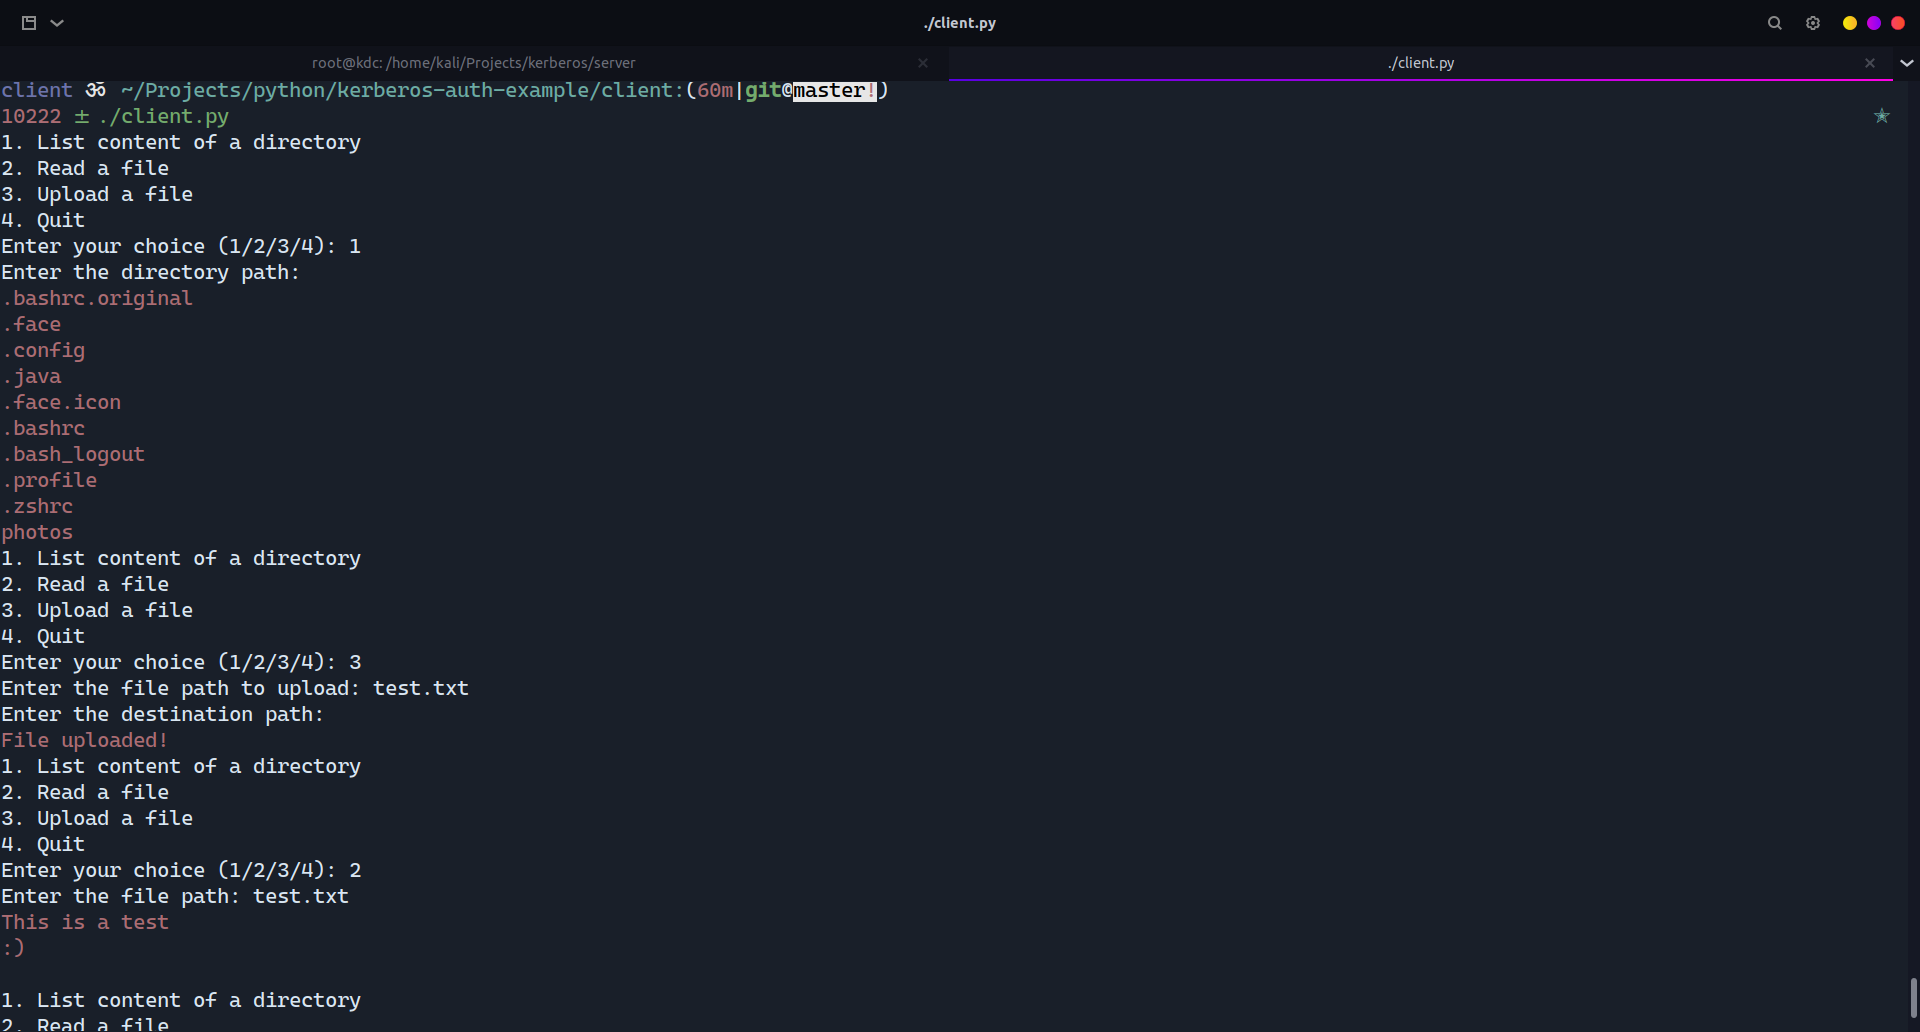 ./client.py
root@kdc: /home/kali/Projects/kerberos/server
./client.py
client ॐ ~/Projects/python/kerberos-auth-example/client:(60m|git@master!)
10222 ± ./client.py
1. List content of a directory
2. Read a file
3. Upload a file
4. Quit
Enter your choice (1/2/3/4): 1
Enter the directory path:
.bashrc.original
.face
.config
.java
.face.icon
.bashrc
.bash_logout
.profile
.zshrc
photos
1. List content of a directory
2. Read a file
3. Upload a file
4. Quit
Enter your choice (1/2/3/4): 3
Enter the file path to upload: test.txt
Enter the destination path:
File uploaded!
1. List content of a directory
2. Read a file
3. Upload a file
4. Quit
Enter your choice (1/2/3/4): 2
Enter the file path: test.txt
This is a test
:)
1. List content of a directory
2. Read a file